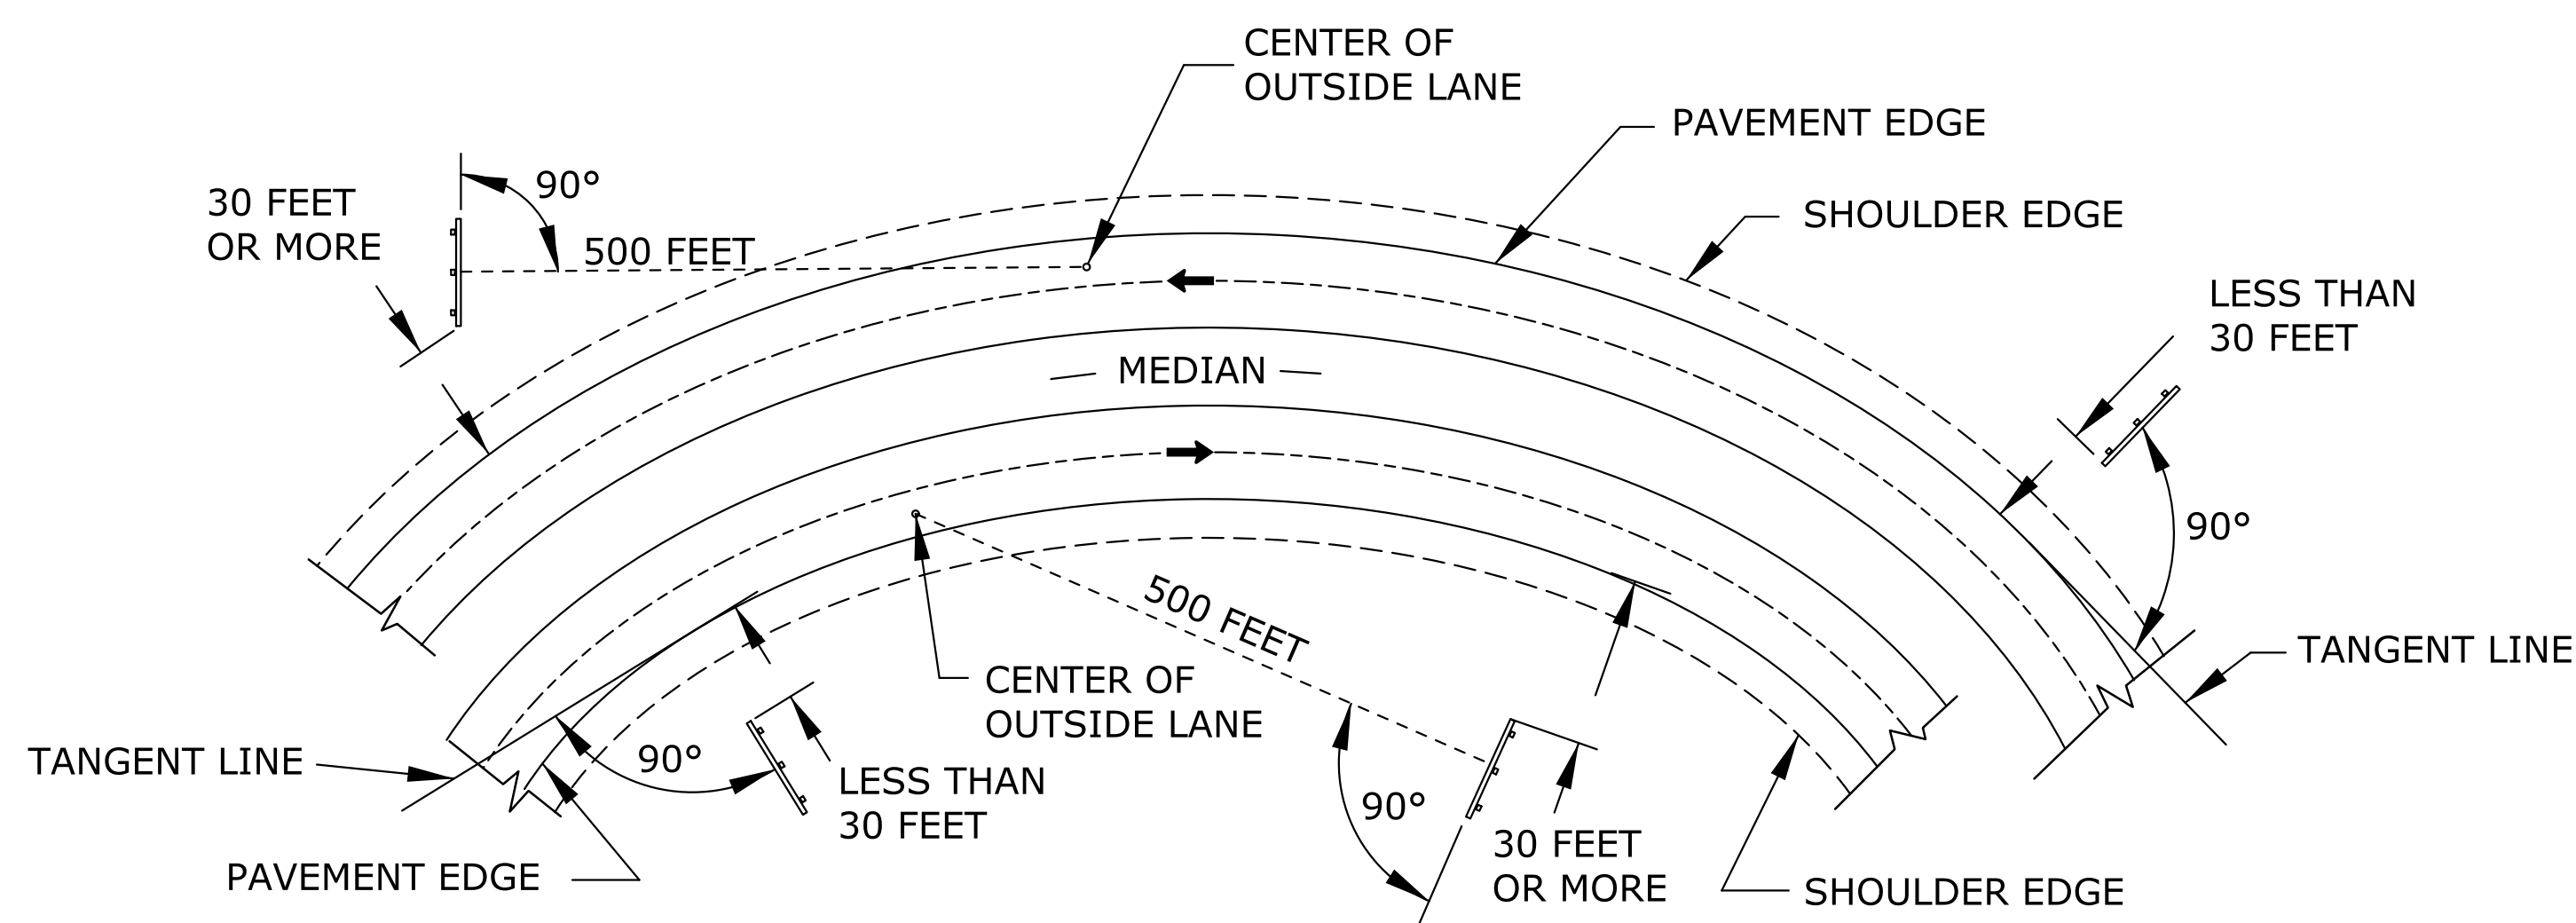 CENTER OF
OUTSIDE LANE
PAVEMENT EDGE
SHOULDER EDGE
90°
30 FEET
OR MORE
500 FEET
LESS THAN
30 FEET
MEDIAN
90°
TANGENT LINE
500 FEET
CENTER OF
OUTSIDE LANE
TANGENT LINE
90°
LESS THAN
30 FEET
90°
30 FEET
OR MORE
PAVEMENT EDGE
SHOULDER EDGE